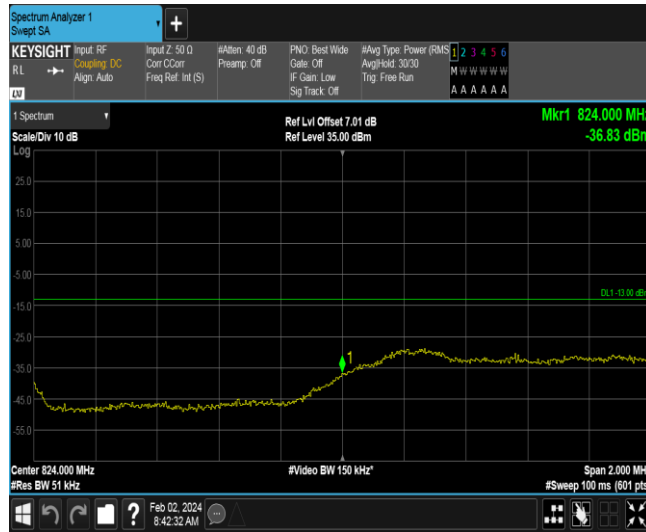 Spectrum Analyzer 1
Swept SA
+
KEYSIGHT
RL
LXI
Input: RF
Coupling: DC
Align: Auto
Input Z: 50 Ω
Corr CCorr
Freq Ref: Int (S)
#Atten: 40 dB
Preamp: Off
PNO: Best Wide
Gate: Off
IF Gain: Low
Sig Track: Off
#Avg Type: Power (RMS
Avg|Hold: 30/30
Trig: Free Run
1 2 3 4 5 6
M W W W W W
A A A A A A
1 Spectrum
Scale/Div 10 dB
Ref Lvl Offset 7.01 dB
Ref Level 35.00 dBm
Mkr1 824.000 MHz
-36.83 dBm
Log
25.0
15.0
5.00
-5.00
-15.0
-25.0
-35.0
-45.0
-55.0
DL1 -13.00 dBm
1
Center 824.000 MHz
#Res BW 51 kHz
#Video BW 150 kHz*
Span 2.000 MHz
#Sweep 100 ms (601 pts)
?
Feb 02, 2024
8:42:32 AM